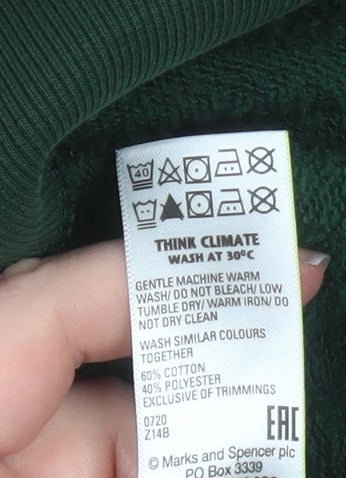 40
THINK CLIMATE
WASH AT 30°C
GENTLE MACHINE WARM
WASH/ DO NOT BLEACH/ LOW
TUMBLE DRY/ WARM IRON/ DO
NOT DRY CLEAN
WASH SIMILAR COLOURS
TOGETHER
60% COTTON
40% POLYESTER
EXCLUSIVE OF TRIMMINGS
0720
Z14B
EAC
© Marks and Spencer plc
PO Box 3339